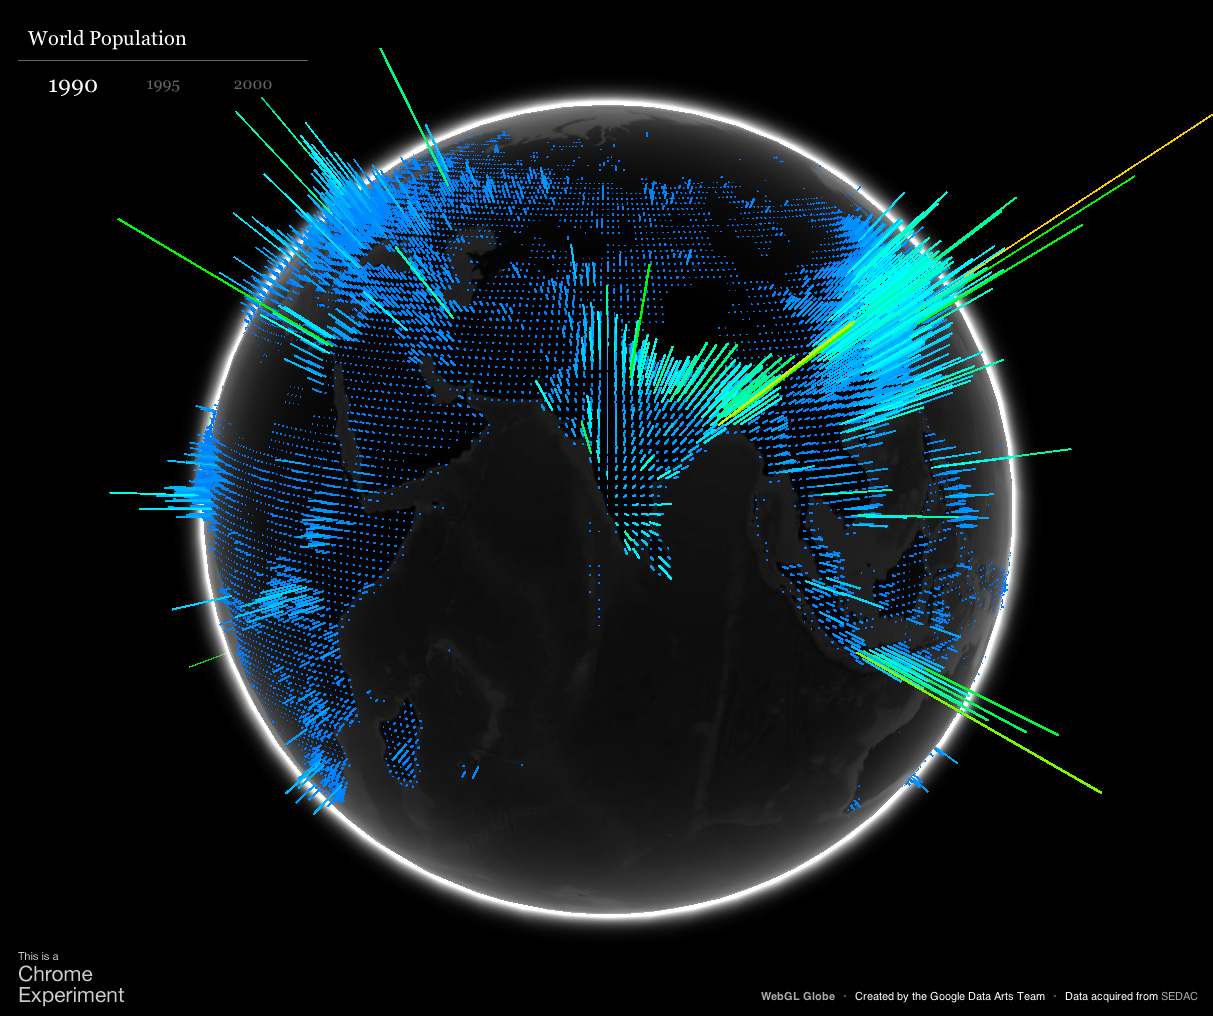 World Population
1990 1995 2000
This is a
Chrome
Experiment
WebGL Globe · Created by the Google Data Arts Team · Data acquired from SEDAC